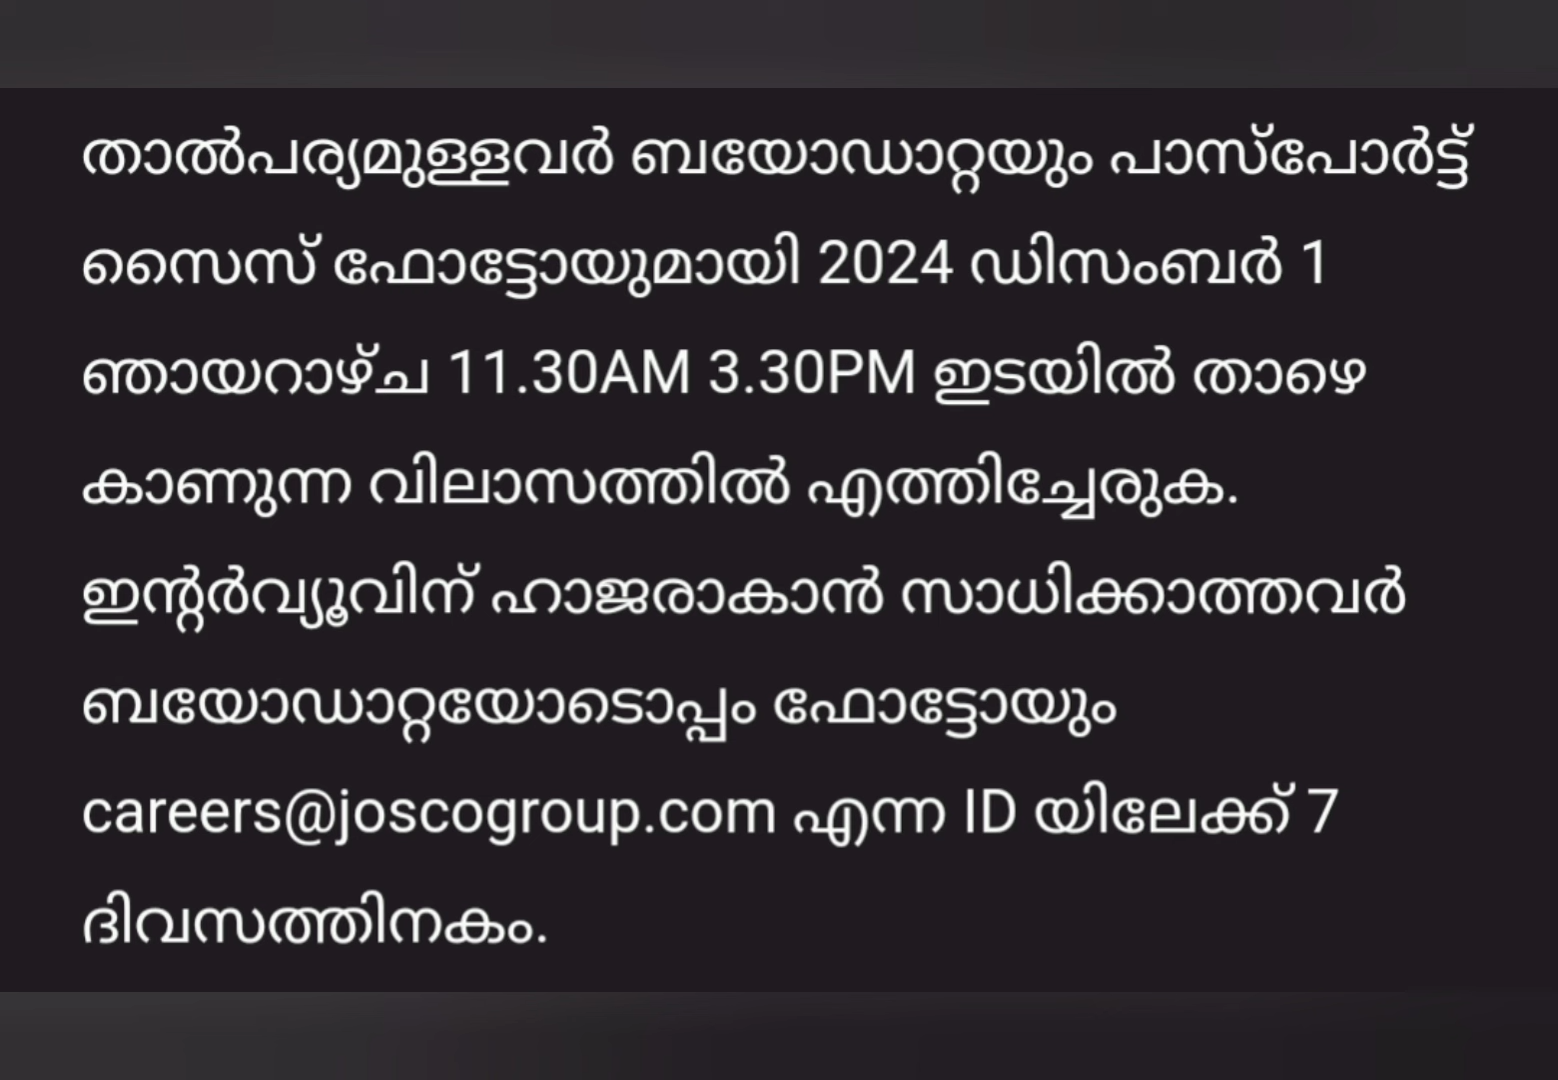 താൽപര്യമുള്ളവർ ബയോഡാറ്റയും പാസ്പോർട്ട്
സൈസ് ഫോട്ടോയുമായി 2024 ഡിസംബർ 1
ഞായറാഴ്ച 11.30AM 3.30PM ഇടയിൽ താഴെ
കാണുന്ന വിലാസത്തിൽ എത്തിച്ചേരുക.
ഇന്റർവ്യൂവിന് ഹാജരാകാൻ സാധിക്കാത്തവർ
ബയോഡാറ്റയോടൊപ്പം ഫോട്ടോയും
careers@joscogroup.com എന്ന ID യിലേക്ക് 7
ദിവസത്തിനകം.